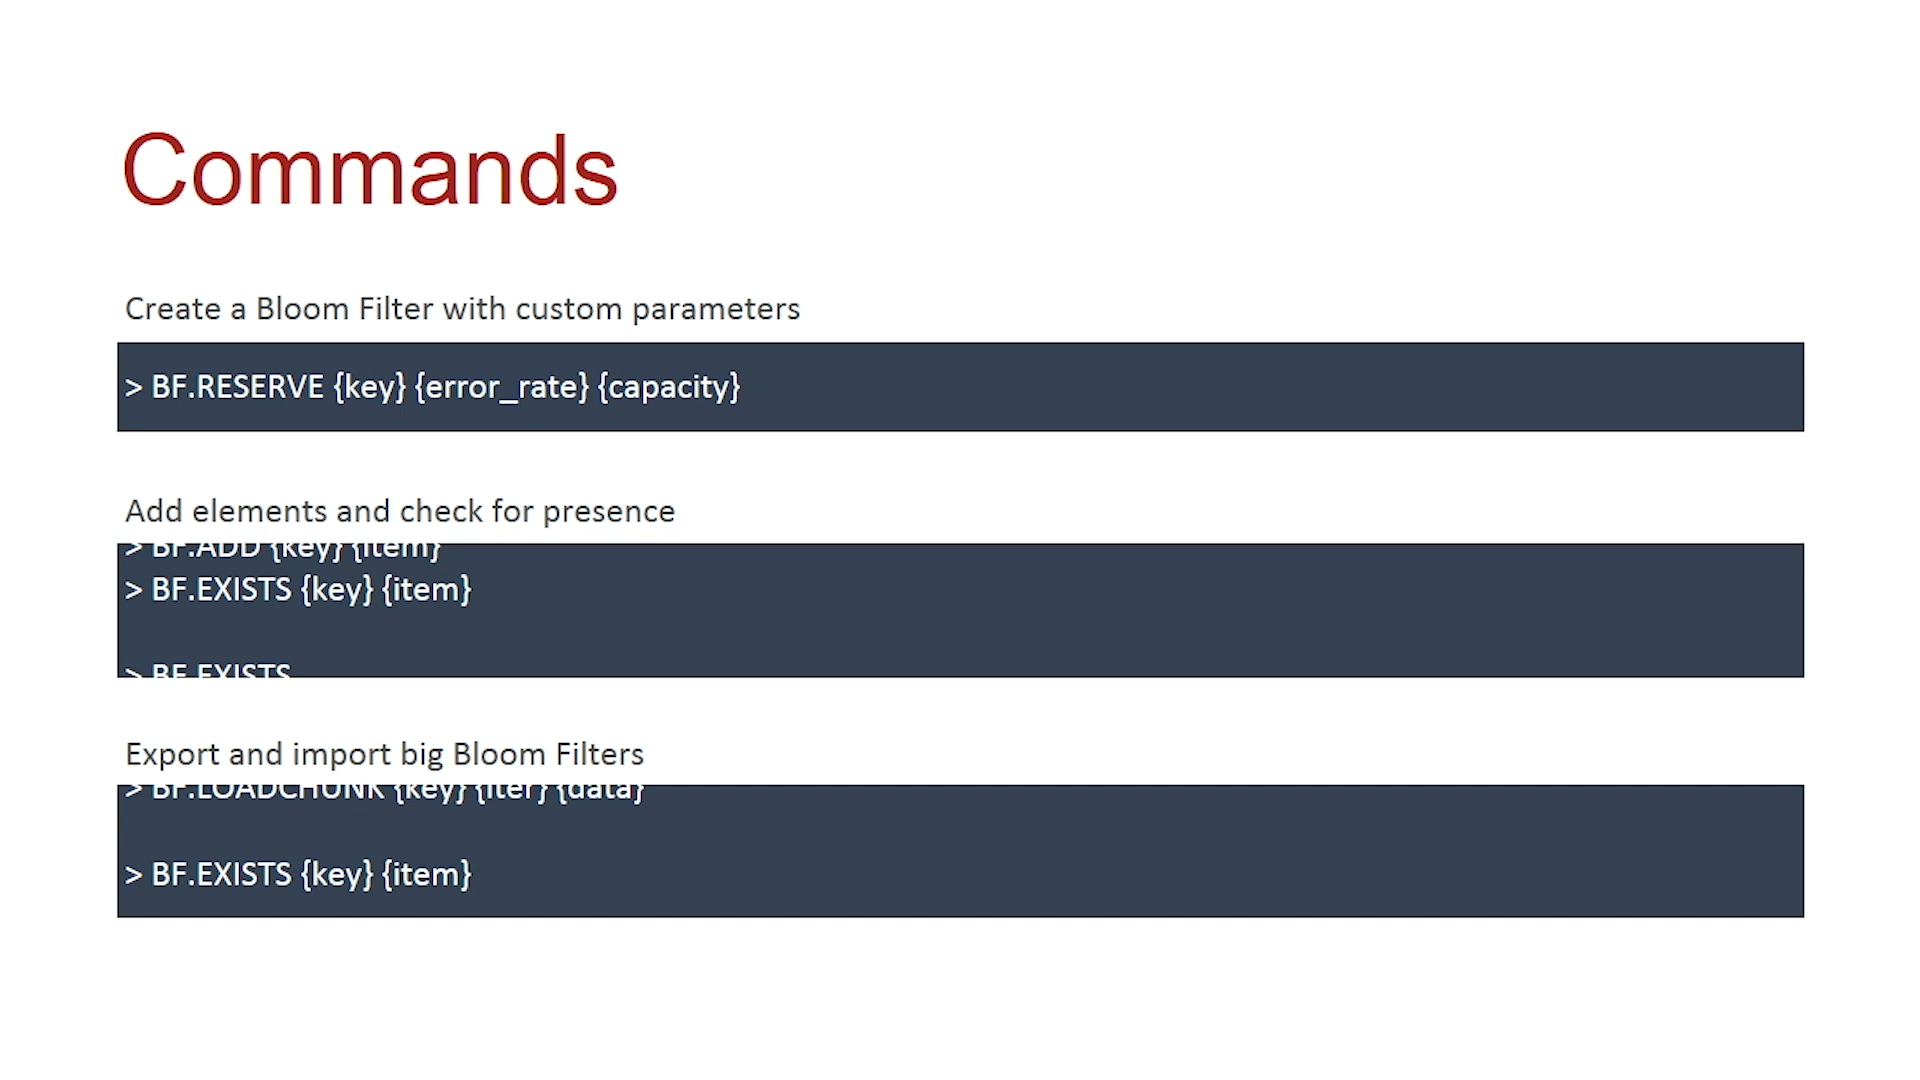 Commands
Create a Bloom Filter with custom parameters
> BF.RESERVE {key} {error_rate} {capacity}
Add elements and check for presence
> BF.ADD {key} {item}
> BF.EXISTS {key} {item}
> BF.EXISTS
Export and import big Bloom Filters
> BF.LOADCHUNK {key} {iter} {data}
> BF.EXISTS {key} {item}